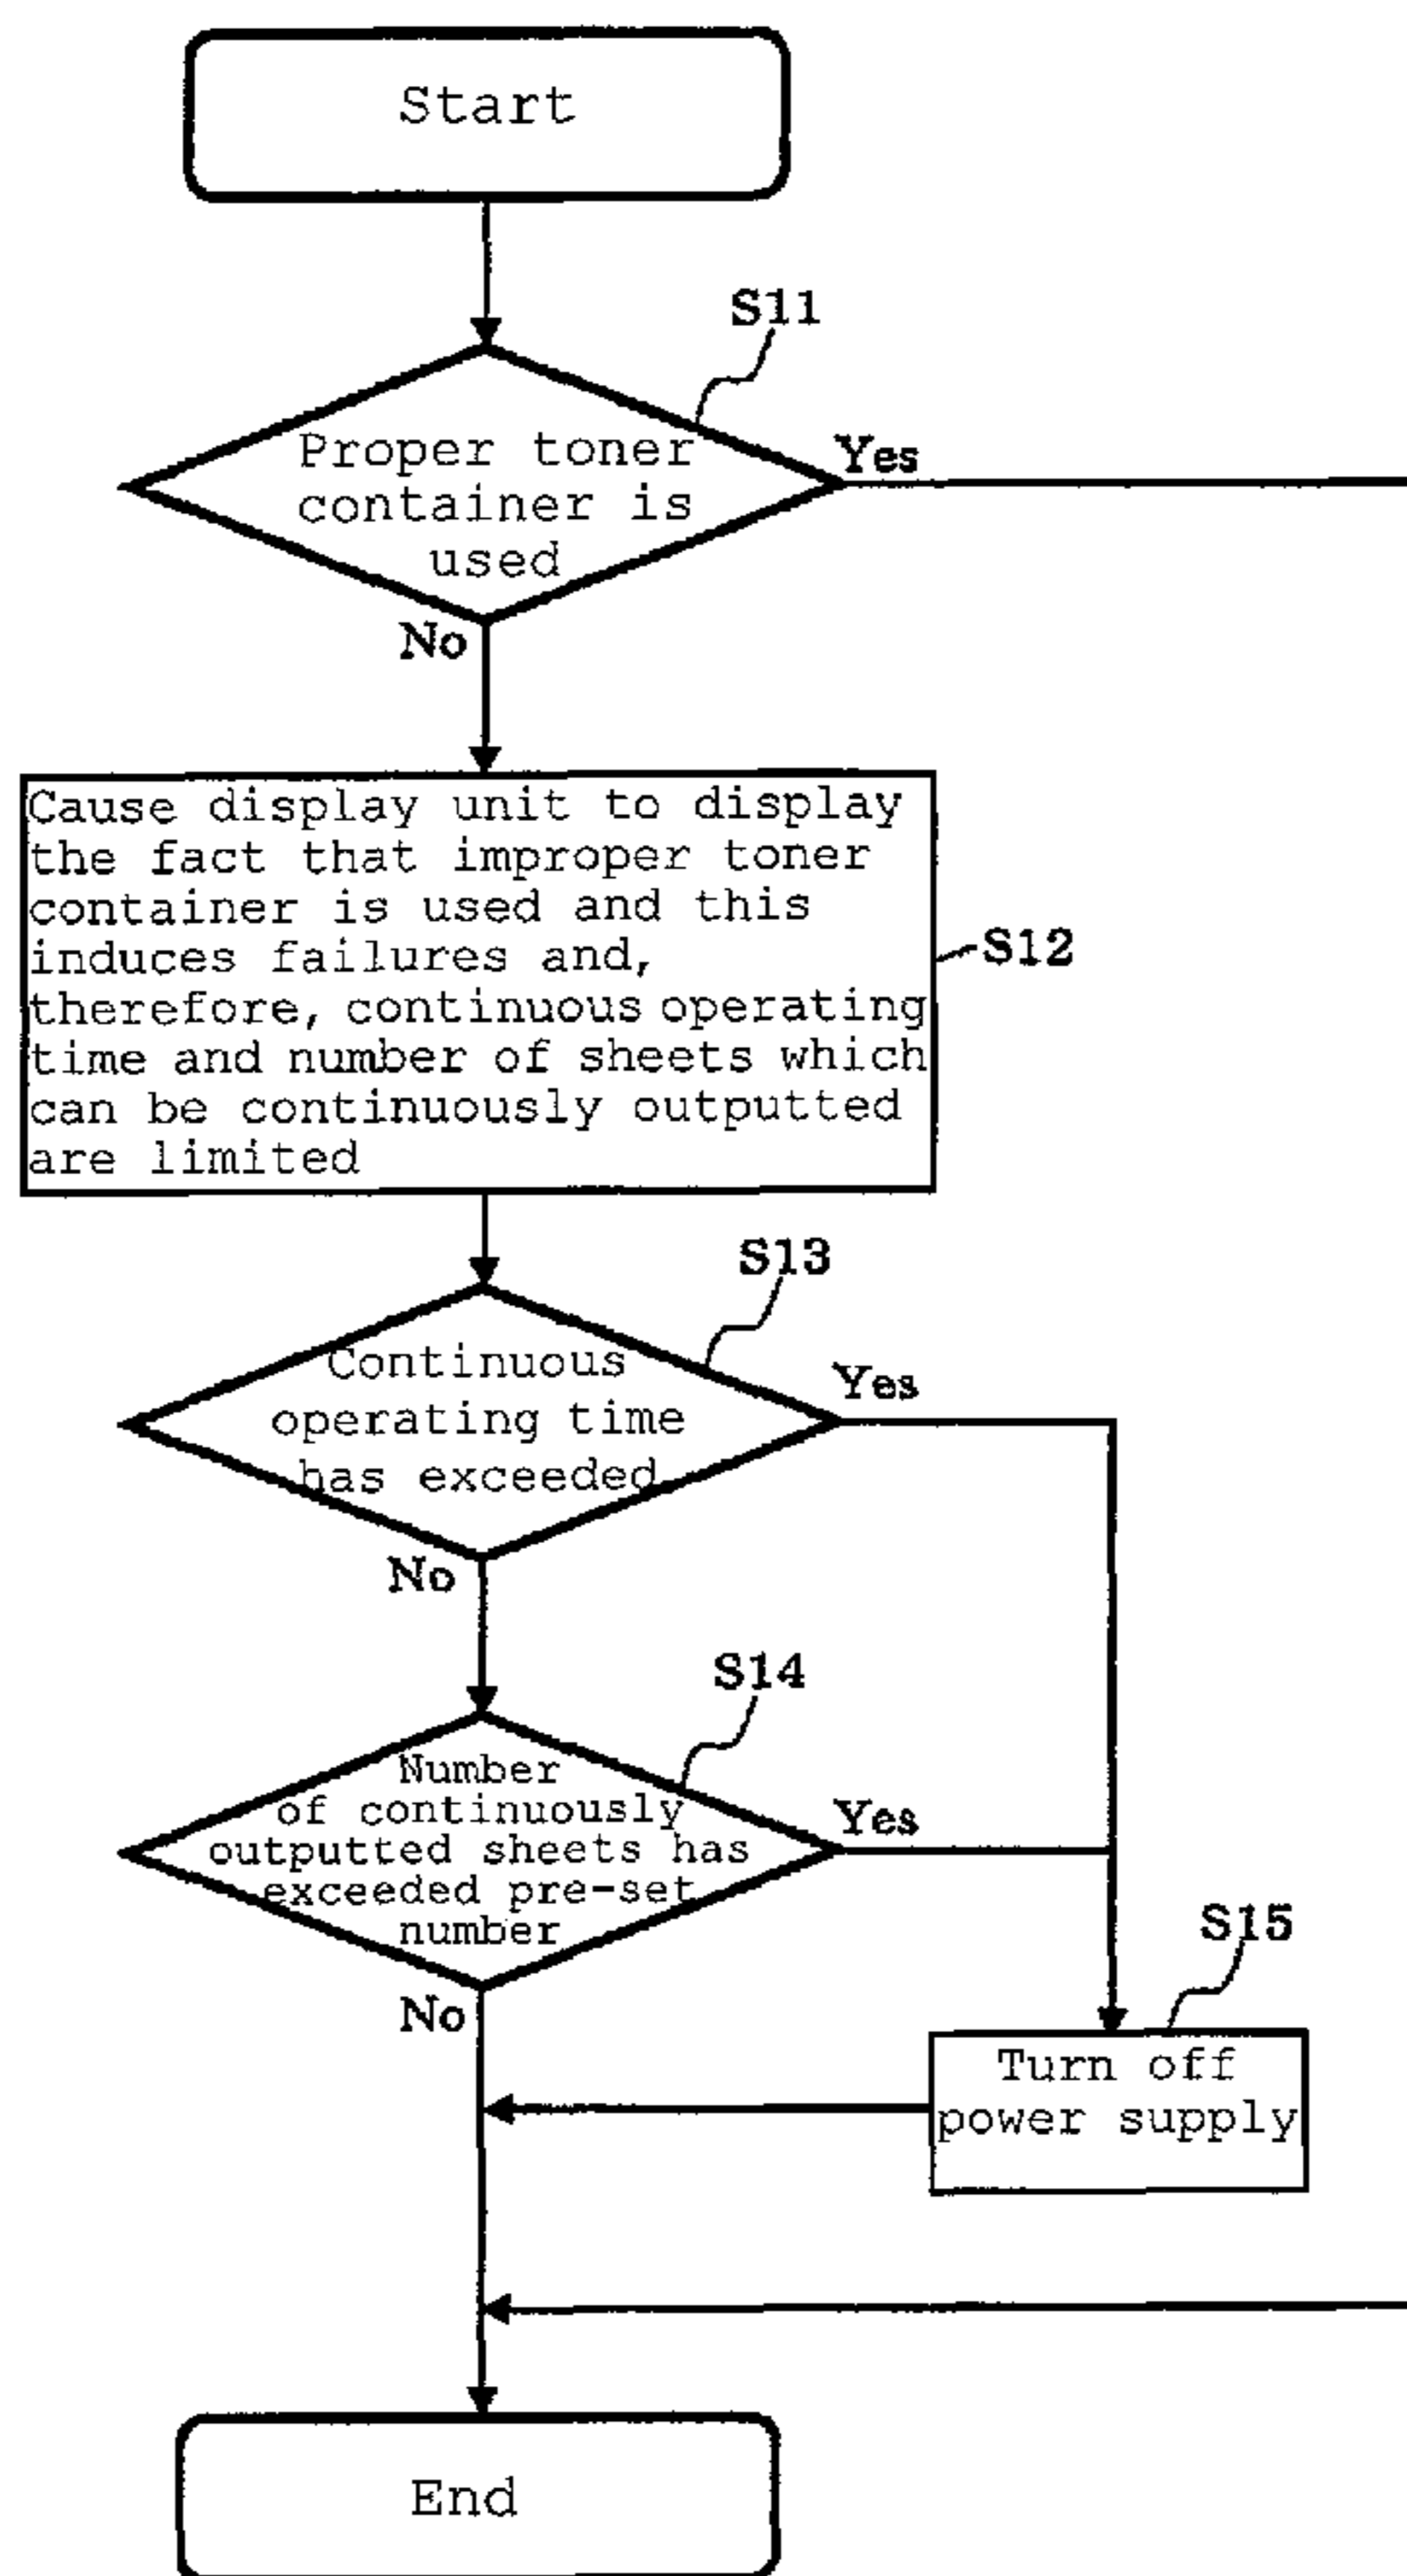 Start
S11
Proper toner
container is
used
Yes
No
Cause display unit to display
the fact that improper toner
container is used and this
induces failures and,
therefore, continuous operating
time and number of sheets which
can be continuously outputted
are limited
S12
S13
Continuous
operating time
has exceeded
Yes
No
S14
Number
of continuously
outputted sheets has
exceeded pre-set
number
Yes
No
S15
Turn off
power supply
End